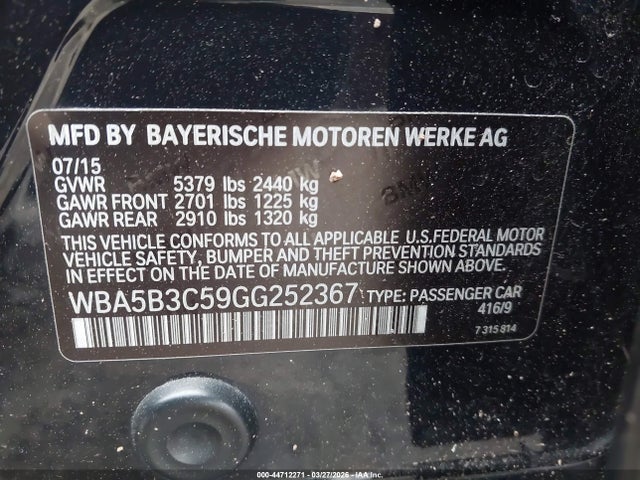 MFD BY BAYERISCHE MOTOREN WERKE AG
07/15
GVWR 5379 lbs 2440 kg
GAWR FRONT 2701 lbs 1225 kg
GAWR REAR 2910 lbs 1320 kg
THIS VEHICLE CONFORMS TO ALL APPLICABLE U.S.FEDERAL MOTOR
VEHICLE SAFETY, BUMPER AND THEFT PREVENTION STANDARDS
IN EFFECT ON THE DATE OF MANUFACTURE SHOWN ABOVE.
WBA5B3C59GG252367 TYPE: PASSENGER CAR
416/9
7 315 814
000-44712271 - 03/27/2026 - IAA, Inc.